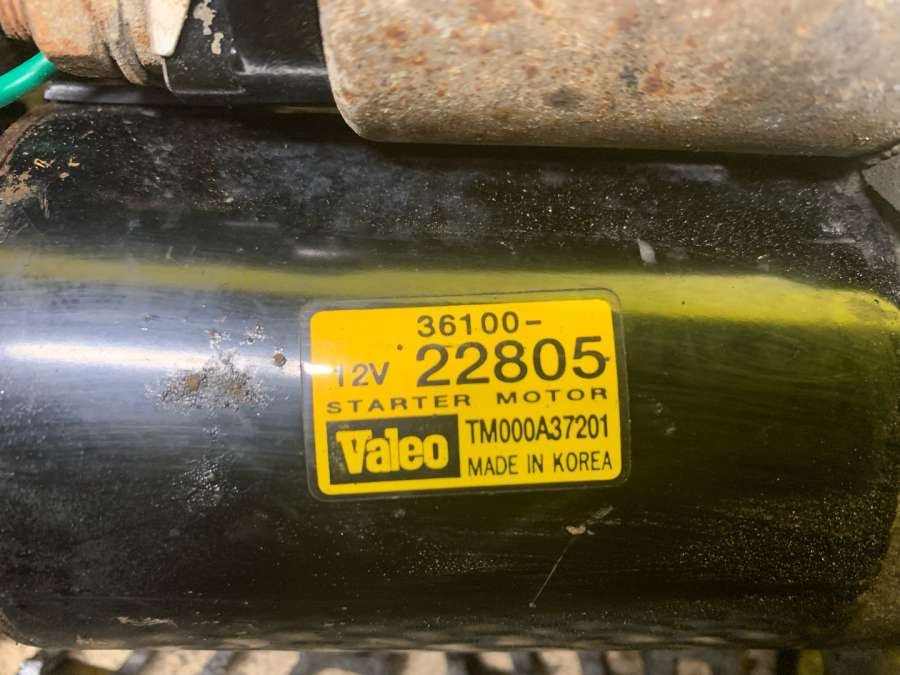 36100-
12V 22805
STARTER MOTOR
Valeo TM000A37201
MADE IN KOREA